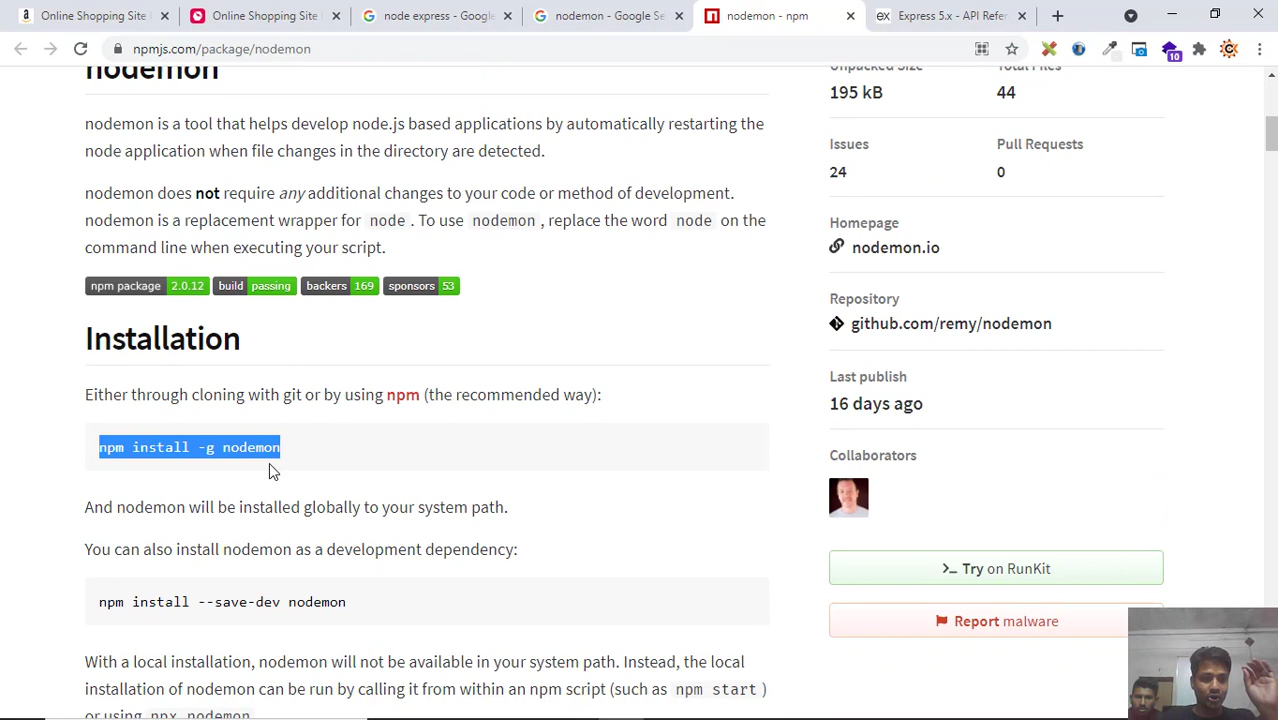 Online Shopping Site
Online Shopping Site
node express - Goog
nodemon - Google Se
nodemon - npm
Express 5.x - API Refer
npmjs.com/package/nodemon
10
nodemon
nodemon is a tool that helps develop node.js based applications by automatically restarting the
node application when file changes in the directory are detected.
nodemon does not require any additional changes to your code or method of development.
nodemon is a replacement wrapper for node . To use nodemon , replace the word node on the
command line when executing your script.
npm package 2.0.12 build passing backers 169 sponsors 53
Installation
Either through cloning with git or by using npm (the recommended way):
npm install -g nodemon
And nodemon will be installed globally to your system path.
You can also install nodemon as a development dependency:
npm install --save-dev nodemon
With a local installation, nodemon will not be available in your system path. Instead, the local
installation of nodemon can be run by calling it from within an npm script (such as npm start )
or using npx nodemon
Unpacked Size
Total Files
195 kB
44
Issues
Pull Requests
24
0
Homepage
nodemon.io
Repository
github.com/remy/nodemon
Last publish
16 days ago
Collaborators
Try on RunKit
Report malware